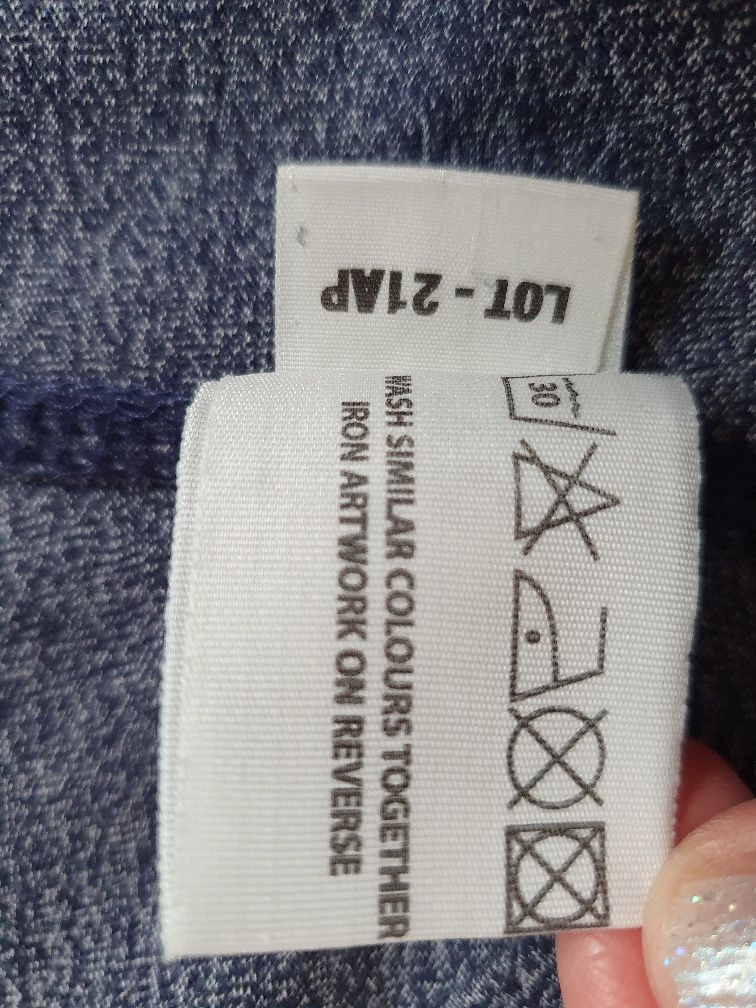 LOT - 21AP
30
WASH SIMILAR COLOURS TOGETHER
IRON ARTWORK ON REVERSE